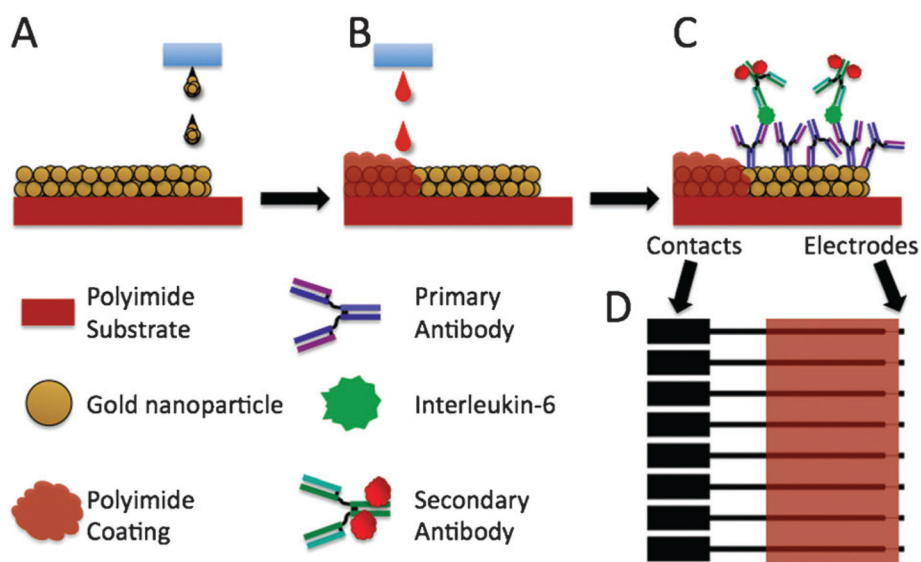 A
B
C
Contacts
Electrodes
Polyimide
Substrate
Primary
Antibody
D
Gold nanoparticle
Interleukin-6
Polyimide
Coating
Secondary
Antibody